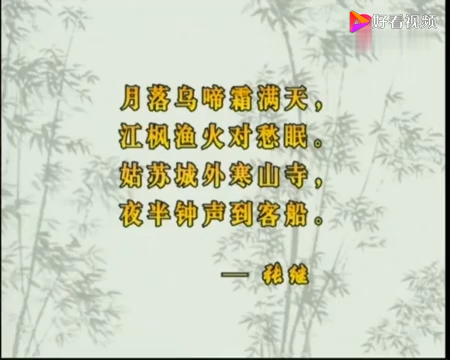 好看视频
月落乌啼霜满天，
江枫渔火对愁眠。
姑苏城外寒山寺，
夜半钟声到客船。
— 张继